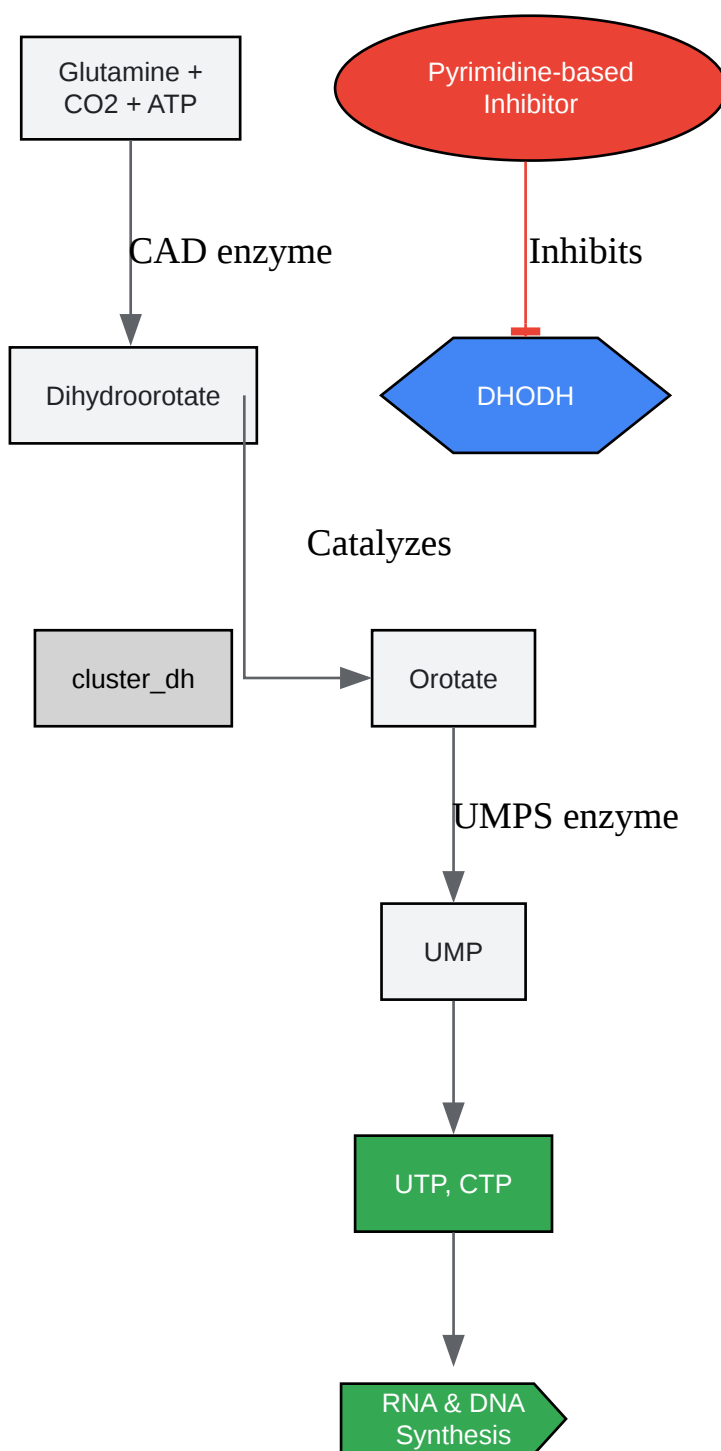 Glutamine +
CO2 + ATP
Pyrimidine-based
Inhibitor
CAD enzyme
Inhibits
Dihydroorotate
DHODH
Catalyzes
cluster_dh
Orotate
UMPS enzyme
UMP
UTP, CTP
RNA & DNA
Synthesis